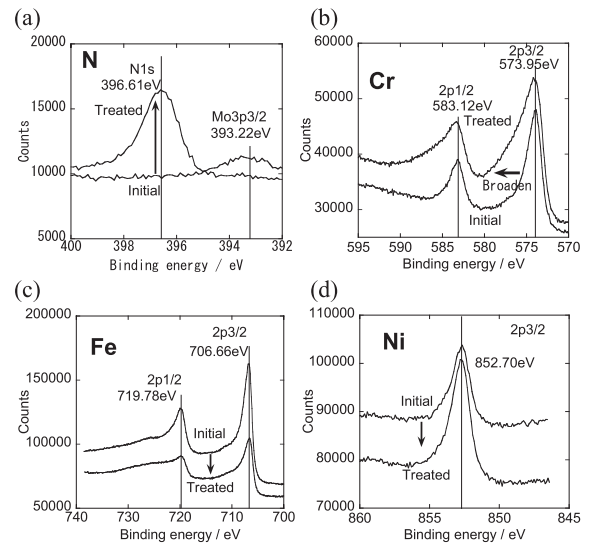 (a)
N
N1s
396.61eV
Treated
Mo3p3/2
393.22eV
Initial
Counts
20000
15000
10000
5000
400 398 396 394 392
Binding energy / eV
(b)
Cr
2p3/2
573.95eV
2p1/2
583.12eV
Treated
Broaden
Initial
Counts
60000
50000
40000
30000
595 590 585 580 575 570
Binding energy / eV
(c)
Fe
2p3/2
706.66eV
2p1/2
719.78eV
Initial
Treated
Counts
200000
150000
100000
50000
740 730 720 710 700
Binding energy / eV
(d)
Ni
2p3/2
852.70eV
Initial
Treated
Counts
110000
100000
90000
80000
70000
860 855 850 845
Binding energy / eV